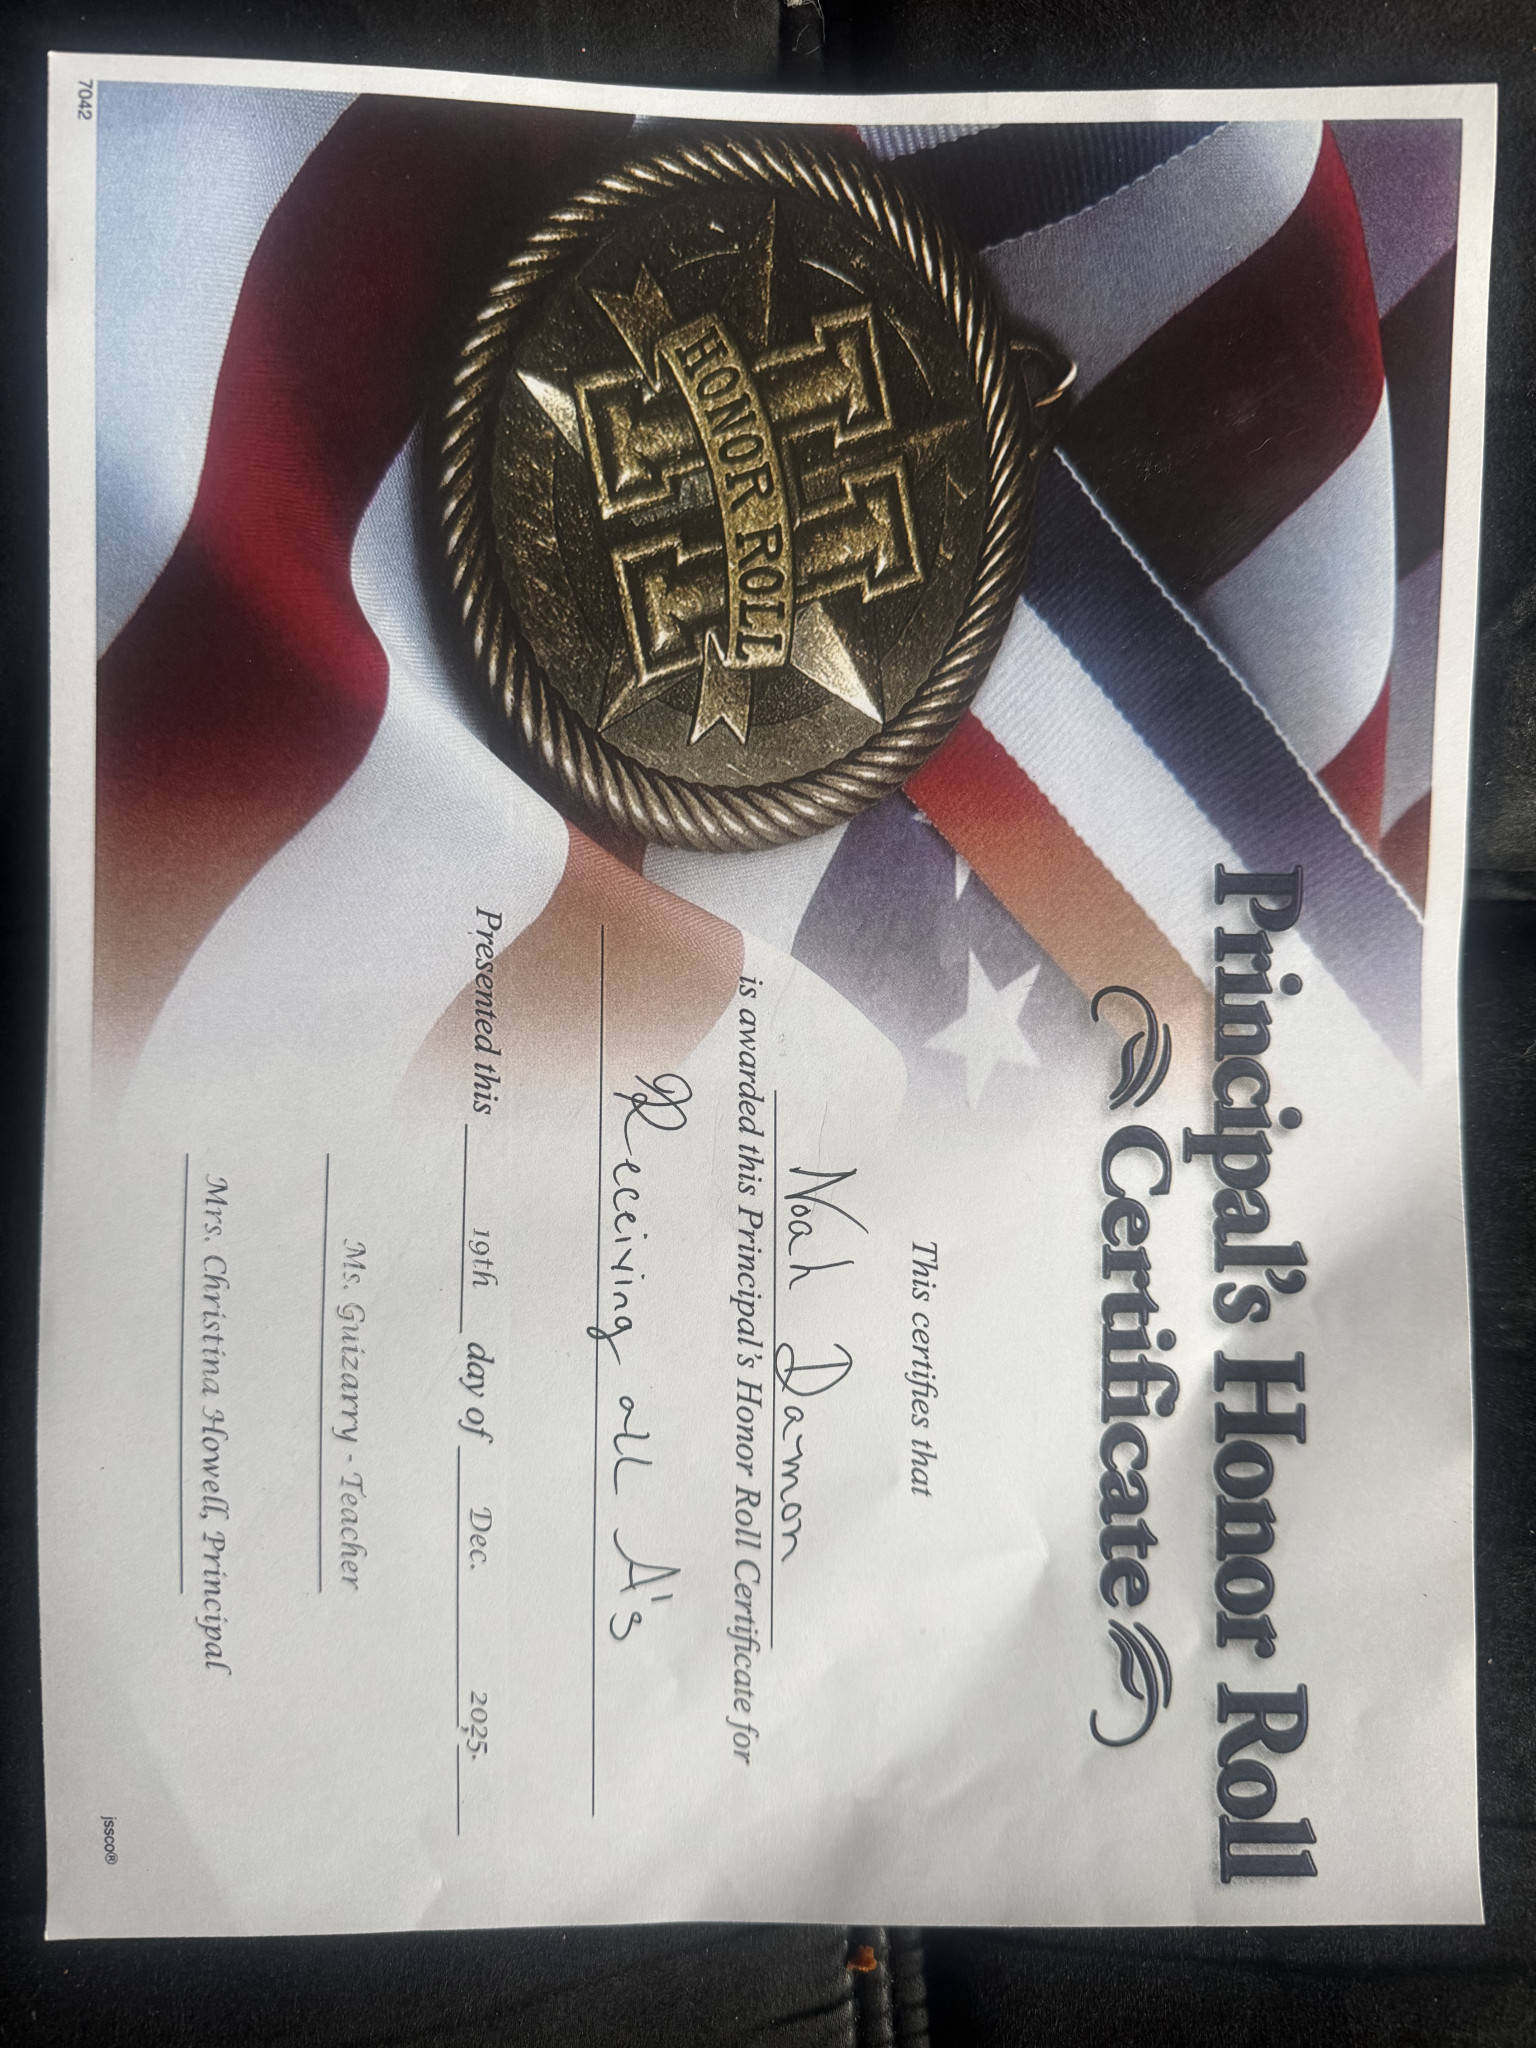 Principal's Honor Roll
Certificate
HONOR ROLL
This certifies that
Noah Damon
is awarded this Principal's Honor Roll Certificate for
Receiving all A's
Presented this 19th day of Dec. 2025.
Ms. Guizarry - Teacher
Mrs. Christina Howell, Principal
7042
jssco®